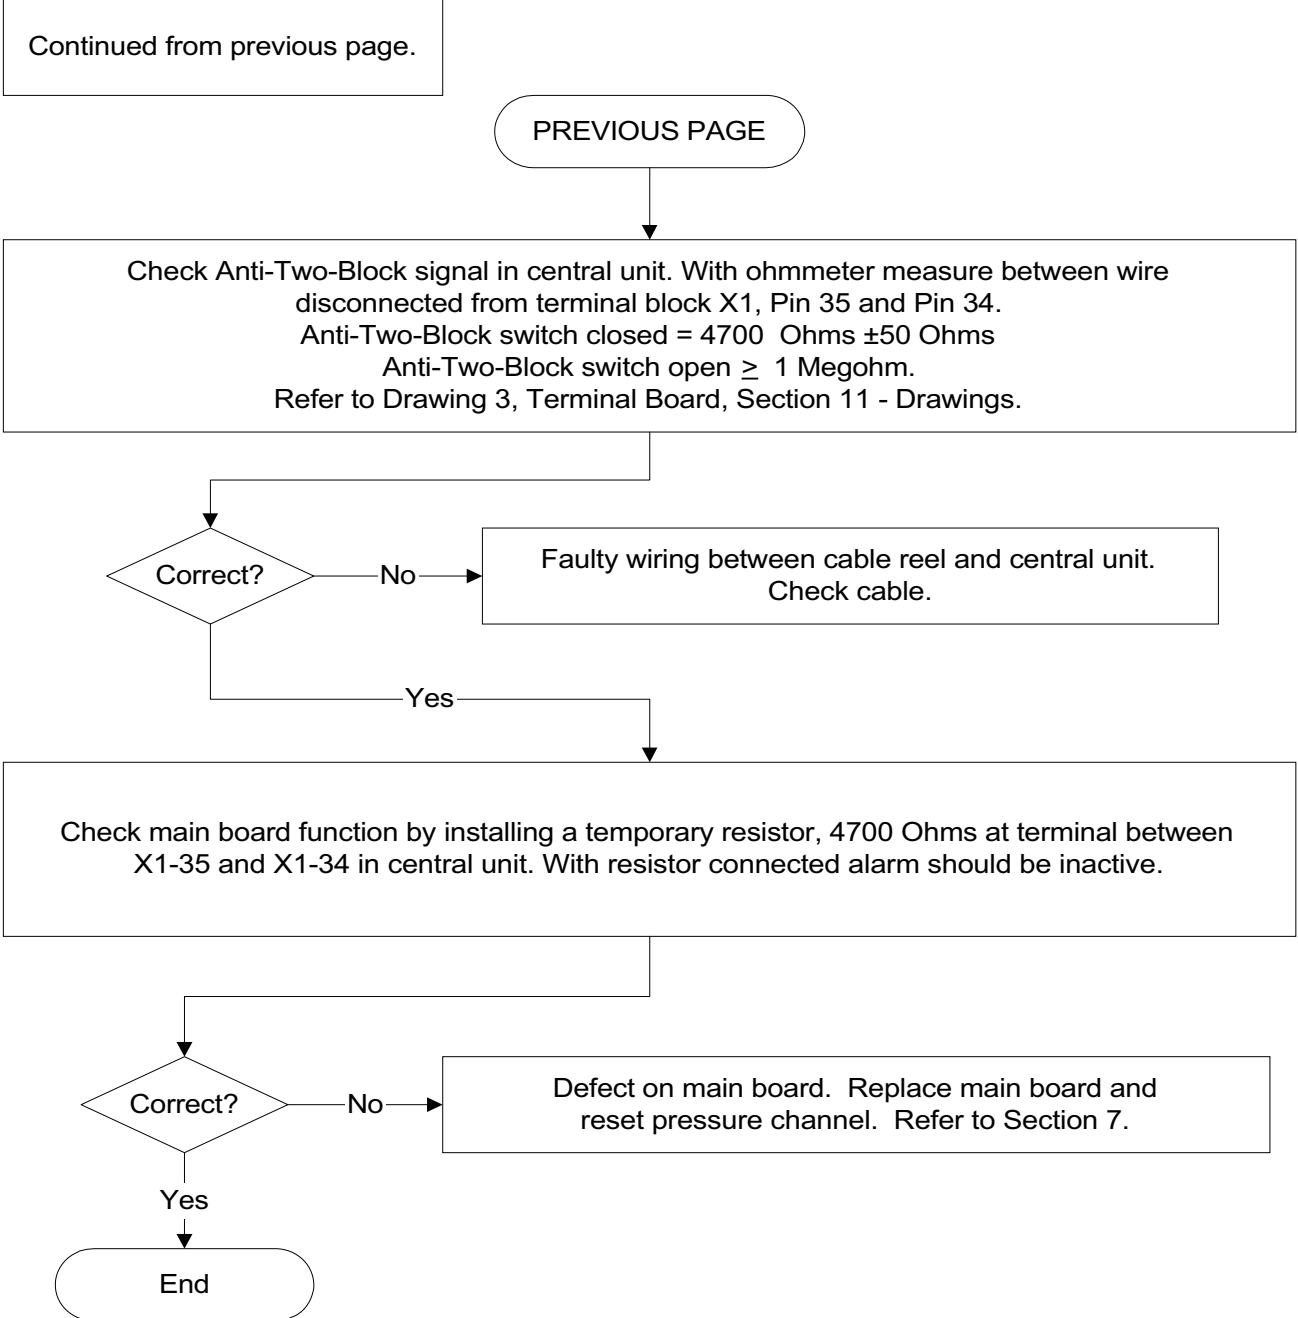 Continued from previous page.
PREVIOUS PAGE
Check Anti-Two-Block signal in central unit. With ohmmeter measure between wire
disconnected from terminal block X1, Pin 35 and Pin 34.
Anti-Two-Block switch closed = 4700 Ohms ±50 Ohms
Anti-Two-Block switch open ≥ 1 Megohm.
Refer to Drawing 3, Terminal Board, Section 11 - Drawings.
Correct?
No
Faulty wiring between cable reel and central unit.
Check cable.
Yes
Check main board function by installing a temporary resistor, 4700 Ohms at terminal between
X1-35 and X1-34 in central unit. With resistor connected alarm should be inactive.
Correct?
No
Defect on main board. Replace main board and
reset pressure channel. Refer to Section 7.
Yes
End